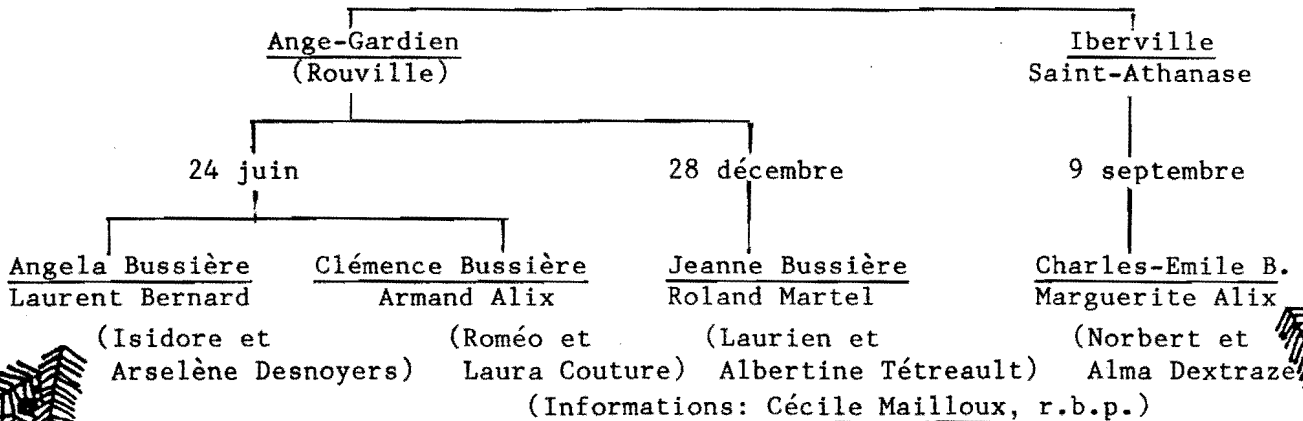 Ange-Gardien Iberville
(Rouville) Saint-Athanase
24 juin 28 décembre 9 septembre
Angela Bussière Clémence Bussière Jeanne Bussière Charles-Emile B.
Laurent Bernard Armand Alix Roland Martel Marguerite Alix
(Isidore et (Roméo et (Laurien et (Norbert et
Arselène Desnoyers) Laura Couture) Albertine Tétreault) Alma Dextraze
(Informations: Cécile Mailloux, r.b.p.)